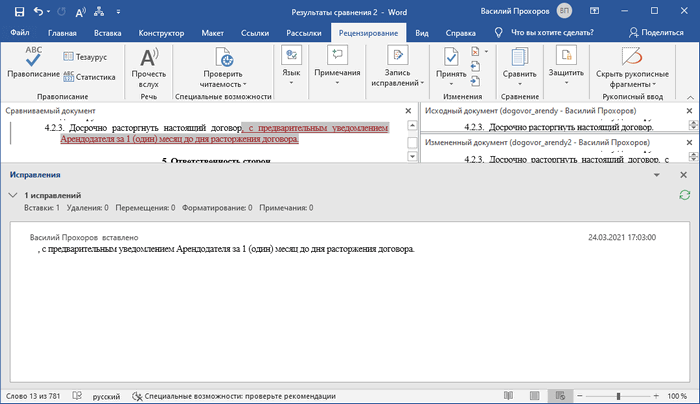 Результаты сравнения 2 - Word
Василий Прохоров ВП
Файл Главная Вставка Конструктор Макет Ссылки Рассылки Рецензирование Вид Справка Что вы хотите сделать? Поделиться
ABC Правописание
Тезаурус
123 Статистика
Правописание
Прочесть вслух
Речь
Проверить читаемость
Специальные возможности
Язык
Примечания
Запись исправлений
Принять
Изменения
Сравнить
Сравнение
Защитить
Скрыть рукописные фрагменты
Рукописный ввод
Сравниваемый документ
4.2.3. Досрочно расторгнуть настоящий договор, с предварительным уведомлением
Арендодателя за 1 (один) месяц до дня расторжения договора.
5. Ответственность сторон
Исходный документ (dogovor_arendy - Василий Прохоров)
4.2.3. Досрочно расторгнуть настоящий договор.
Измененный документ (dogovor_arendy2 - Василий Прохоров)
4.2.3. Досрочно расторгнуть настоящий договор, с
Исправления
1 исправлений
Вставки: 1 Удаления: 0 Перемещения: 0 Форматирование: 0 Примечания: 0
Василий Прохоров вставлено
24.03.2021 17:03:00
, с предварительным уведомлением Арендодателя за 1 (один) месяц до дня расторжения договора.
Слово 13 из 781 русский Специальные возможности: проверьте рекомендации 100 %